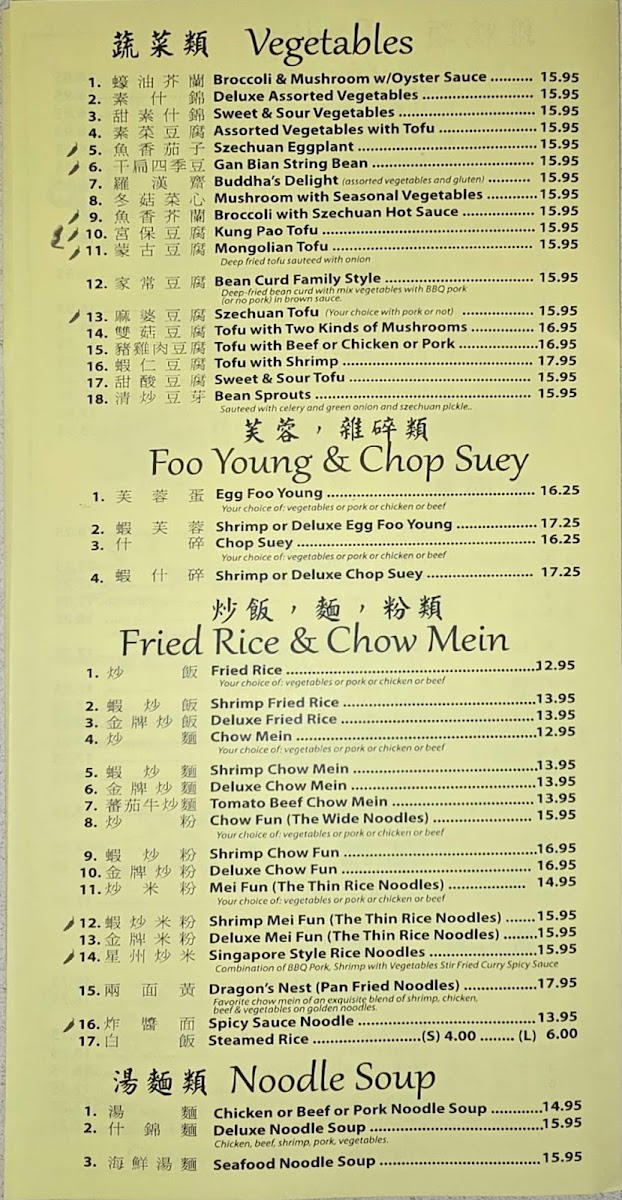 蔬菜類 Vegetables
1. 蠔油芥蘭 Broccoli & Mushroom w/Oyster Sauce .......... 15.95
2. 素什錦 Deluxe Assorted Vegetables .......... 15.95
3. 甜素什錦 Sweet & Sour Vegetables .......... 15.95
4. 素菜豆腐 Assorted Vegetables with Tofu .......... 15.95
5. 魚香茄子 Szechuan Eggplant .......... 15.95
6. 干扁四季豆 Gan Bian String Bean .......... 15.95
7. 羅漢齋 Buddha's Delight (assorted vegetables and gluten) .......... 15.95
8. 冬菇菜心 Mushroom with Seasonal Vegetables .......... 15.95
9. 魚香芥蘭 Broccoli with Szechuan Hot Sauce .......... 15.95
10. 宮保豆腐 Kung Pao Tofu .......... 15.95
11. 蒙古豆腐 Mongolian Tofu .......... 15.95
Deep fried tofu sauteed with onion
12. 家常豆腐 Bean Curd Family Style .......... 15.95
Deep-fried bean curd with mix vegetables with BBQ pork
(or no pork) in brown sauce.
13. 麻婆豆腐 Szechuan Tofu (Your choice with pork or not) .......... 15.95
14. 雙菇豆腐 Tofu with Two Kinds of Mushrooms .......... 16.95
15. 豬雞肉豆腐 Tofu with Beef or Chicken or Pork ..........16.95
16. 蝦仁豆腐 Tofu with Shrimp .......... 17.95
17. 甜酸豆腐 Sweet & Sour Tofu .......... 15.95
18. 清炒豆芽 Bean Sprouts .......... 15.95
Sauteed with celery and green onion and szechuan pickle..
芙蓉，雜碎類
Foo Young & Chop Suey
1. 芙蓉蛋 Egg Foo Young .......... 16.25
Your choice of: vegetables or pork or chicken or beef
2. 蝦芙蓉 Shrimp or Deluxe Egg Foo Young .......... 17.25
3. 什碎 Chop Suey .......... 16.25
Your choice of: vegetables or pork or chicken or beef
4. 蝦什碎 Shrimp or Deluxe Chop Suey .......... 17.25
炒飯，麵，粉類
Fried Rice & Chow Mein
1. 炒飯 Fried Rice ..........12.95
Your choice of: vegetables or pork or chicken or beef
2. 蝦炒飯 Shrimp Fried Rice ..........13.95
3. 金牌炒飯 Deluxe Fried Rice ..........13.95
4. 炒麵 Chow Mein ..........12.95
Your choice of: vegetables or pork or chicken or beef
5. 蝦炒麵 Shrimp Chow Mein ..........13.95
6. 金牌炒麵 Deluxe Chow Mein ..........13.95
7. 蕃茄牛炒麵 Tomato Beef Chow Mein ..........13.95
8. 炒粉 Chow Fun (The Wide Noodles) .......... 15.95
Your choice of: vegetables or pork or chicken or beef
9. 蝦炒粉 Shrimp Chow Fun ..........16.95
10. 金牌炒粉 Deluxe Chow Fun .......... 16.95
11. 炒米粉 Mei Fun (The Thin Rice Noodles) .......... 14.95
Your choice of: vegetables or pork or chicken or beef
12. 蝦炒米粉 Shrimp Mei Fun (The Thin Rice Noodles) .......15.95
13. 金牌米粉 Deluxe Mei Fun (The Thin Rice Noodles) .......15.95
14. 星州炒米 Singapore Style Rice Noodles ..........15.95
Combination of BBQ Pork, Shrimp with Vegetables Stir Fried Curry Spicy Sauce
15. 兩面黃 Dragon's Nest (Pan Fried Noodles) ..........17.95
Favorite chow mein of an exquisite blend of shrimp, chicken,
beef & vegetables on golden noodles.
16. 炸醬面 Spicy Sauce Noodle ..........13.95
17. 白飯 Steamed Rice ..........(S) 4.00 ........ (L) 6.00
湯麵類 Noodle Soup
1. 湯麵 Chicken or Beef or Pork Noodle Soup ..........14.95
2. 什錦麵 Deluxe Noodle Soup ..........15.95
Chicken, beef, shrimp, pork, vegetables.
3. 海鮮湯麵 Seafood Noodle Soup ..........15.95